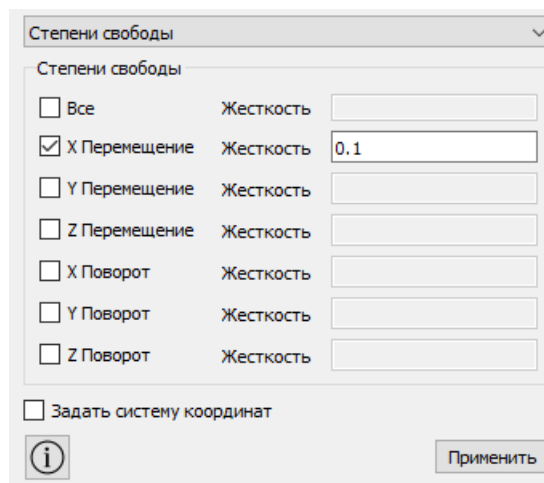 Степени свободы
Степени свободы
Все Жесткость
X Перемещение Жесткость 0.1
Y Перемещение Жесткость
Z Перемещение Жесткость
X Поворот Жесткость
Y Поворот Жесткость
Z Поворот Жесткость
Задать систему координат
Применить